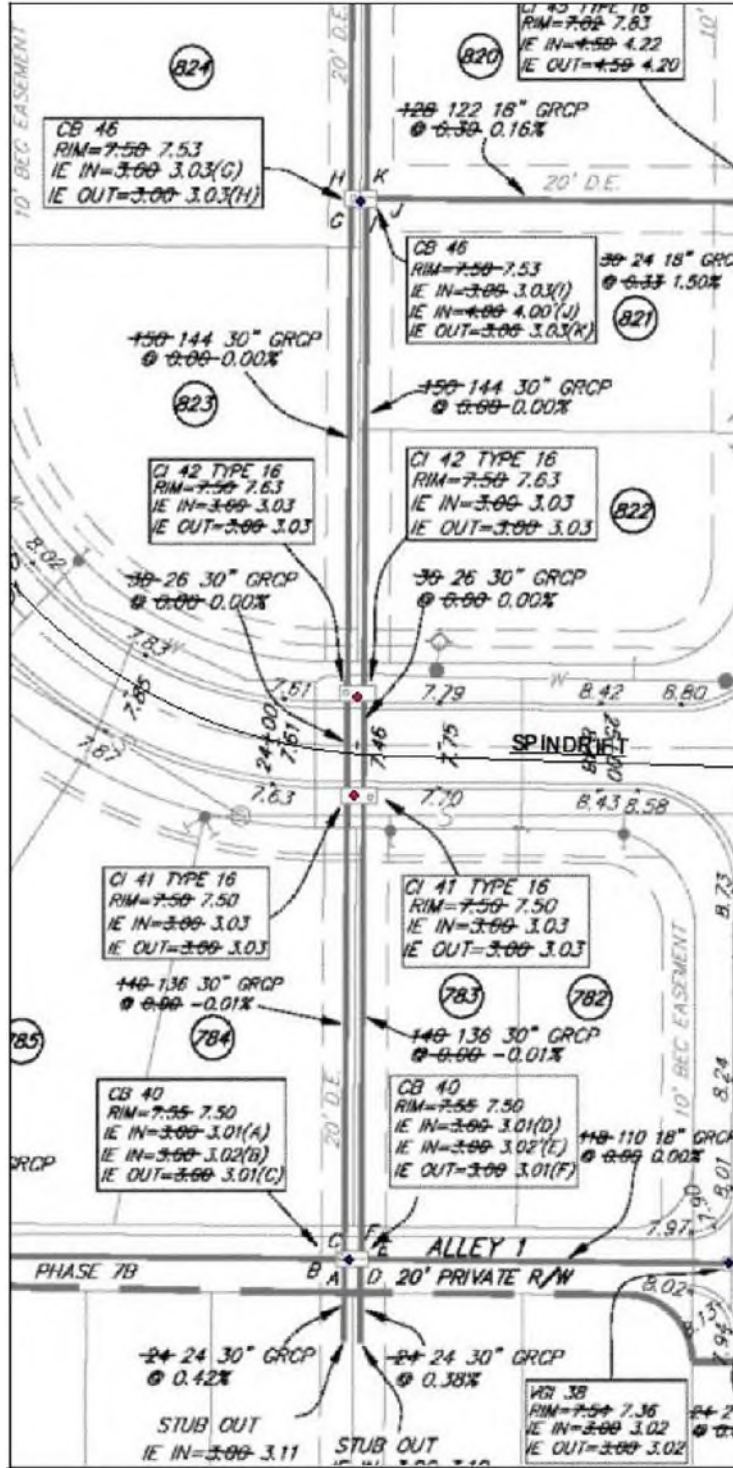 CI 43 TYPE 16
RIM=7.02 7.83
IE IN=4.50 4.22
IE OUT=4.50 4.20
20' D.E.
10'
824
820
10' BEG EASEMENT
128 122 18" GRCP
@ 0.30 0.16%
CB 46
RIM=7.50 7.53
IE IN=3.00 3.03(G)
IE OUT=3.00 3.03(H)
H K
G I J
20' D.E.
CB 46
RIM=7.50 7.53
IE IN=3.00 3.03(I)
IE IN=4.00 4.00'(J)
IE OUT=3.00 3.03(K)
30 24 18" GRCP
@ 0.33 1.50%
821
150 144 30" GRCP
@ 0.00 0.00%
823
150 144 30" GRCP
@ 0.00 0.00%
CI 42 TYPE 16
RIM=7.50 7.63
IE IN=3.00 3.03
IE OUT=3.00 3.03
CI 42 TYPE 16
RIM=7.50 7.63
IE IN=3.00 3.03
IE OUT=3.00 3.03
822
8.02
30 26 30" GRCP
@ 0.00 0.00%
30 26 30" GRCP
@ 0.00 0.00%
7.83
W
7.85
7.61
7.79
W
8.42
8.80
7.87
24+00
7.61
7.46
7.75
SPINDRIFT
7.63
7.70
S
8.43
8.58
8.73
CI 41 TYPE 16
RIM=7.50 7.50
IE IN=3.00 3.03
IE OUT=3.00 3.03
CI 41 TYPE 16
RIM=7.50 7.50
IE IN=3.00 3.03
IE OUT=3.00 3.03
140 136 30" GRCP
@ 0.00 -0.01%
783
782
785
784
140 136 30" GRCP
@ 0.00 -0.01%
10' BEG EASEMENT
8.24
20' D.E.
CB 40
RIM=7.55 7.50
IE IN=3.00 3.01(A)
IE IN=3.00 3.02(B)
IE OUT=3.00 3.01(C)
CB 40
RIM=7.55 7.50
IE IN=3.00 3.01(D)
IE IN=3.00 3.02'(E)
IE OUT=3.00 3.01(F)
118 110 18" GRCP
@ 0.00 0.00%
GRCP
8.01
7.90
7.97
C F
E
ALLEY 1
PHASE 7B
B A D
20' PRIVATE R/W
8.02
8.13
7.94
24 24 30" GRCP
@ 0.42%
24 24 30" GRCP
@ 0.38%
STUB OUT
IE IN=3.00 3.11
STUB OUT
VGI 38
RIM=7.54 7.36
IE IN=3.00 3.02
IE OUT=3.00 3.02